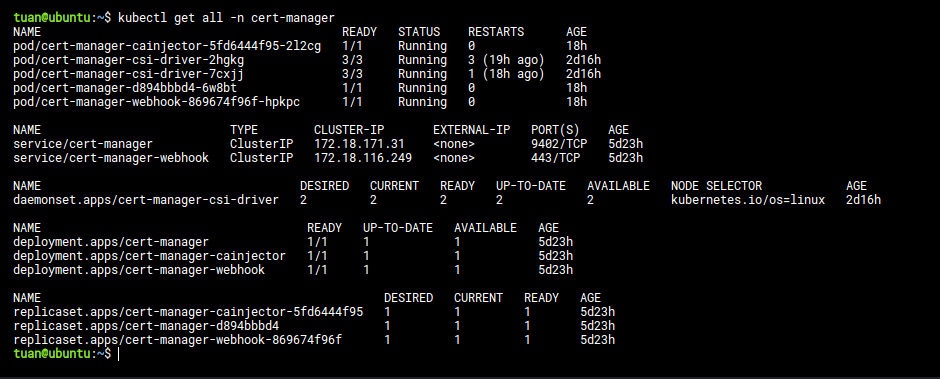 tuan@ubuntu:~$ kubectl get all -n cert-manager
NAME READY STATUS RESTARTS AGE
pod/cert-manager-cainjector-5fd6444f95-2l2cg 1/1 Running 0 18h
pod/cert-manager-csi-driver-2hgkg 3/3 Running 3 (19h ago) 2d16h
pod/cert-manager-csi-driver-7cxjj 3/3 Running 1 (18h ago) 2d16h
pod/cert-manager-d894bbbd4-6w8bt 1/1 Running 0 18h
pod/cert-manager-webhook-869674f96f-hpkpc 1/1 Running 0 18h
NAME TYPE CLUSTER-IP EXTERNAL-IP PORT(S) AGE
service/cert-manager ClusterIP 172.18.171.31 <none> 9402/TCP 5d23h
service/cert-manager-webhook ClusterIP 172.18.116.249 <none> 443/TCP 5d23h
NAME DESIRED CURRENT READY UP-TO-DATE AVAILABLE NODE SELECTOR AGE
daemonset.apps/cert-manager-csi-driver 2 2 2 2 2 kubernetes.io/os=linux 2d16h
NAME READY UP-TO-DATE AVAILABLE AGE
deployment.apps/cert-manager 1/1 1 1 5d23h
deployment.apps/cert-manager-cainjector 1/1 1 1 5d23h
deployment.apps/cert-manager-webhook 1/1 1 1 5d23h
NAME DESIRED CURRENT READY AGE
replicaset.apps/cert-manager-cainjector-5fd6444f95 1 1 1 5d23h
replicaset.apps/cert-manager-d894bbbd4 1 1 1 5d23h
replicaset.apps/cert-manager-webhook-869674f96f 1 1 1 5d23h
tuan@ubuntu:~$